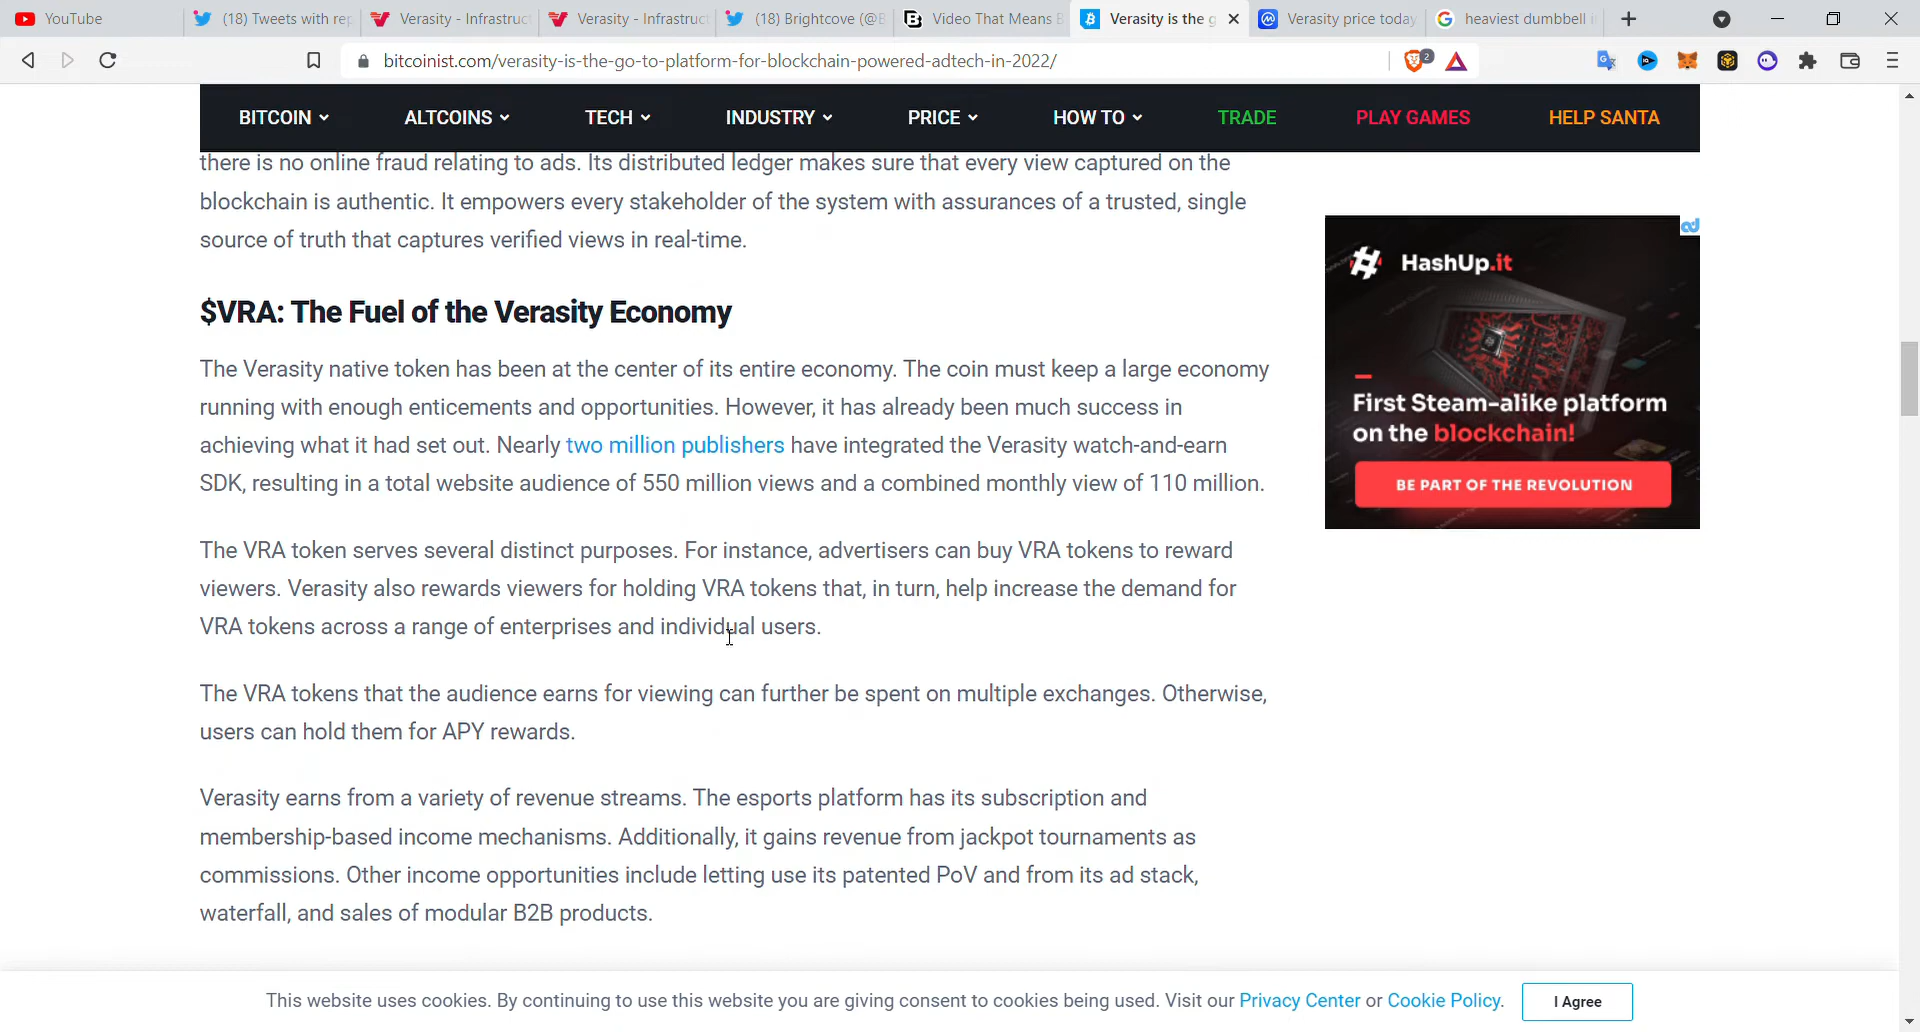 YouTube
(18) Tweets with rep
Verasity - Infrastruct
Verasity - Infrastruct
(18) Brightcove (@B
Video That Means B
Verasity is the g
Verasity price today
heaviest dumbbell i
bitcoinist.com/verasity-is-the-go-to-platform-for-blockchain-powered-adtech-in-2022/
2
BITCOIN ALTCOINS TECH INDUSTRY PRICE HOW TO TRADE PLAY GAMES HELP SANTA
there is no online fraud relating to ads. Its distributed ledger makes sure that every view captured on the
blockchain is authentic. It empowers every stakeholder of the system with assurances of a trusted, single
source of truth that captures verified views in real-time.
$VRA: The Fuel of the Verasity Economy
The Verasity native token has been at the center of its entire economy. The coin must keep a large economy
running with enough enticements and opportunities. However, it has already been much success in
achieving what it had set out. Nearly two million publishers have integrated the Verasity watch-and-earn
SDK, resulting in a total website audience of 550 million views and a combined monthly view of 110 million.
The VRA token serves several distinct purposes. For instance, advertisers can buy VRA tokens to reward
viewers. Verasity also rewards viewers for holding VRA tokens that, in turn, help increase the demand for
VRA tokens across a range of enterprises and individual users.
The VRA tokens that the audience earns for viewing can further be spent on multiple exchanges. Otherwise,
users can hold them for APY rewards.
Verasity earns from a variety of revenue streams. The esports platform has its subscription and
membership-based income mechanisms. Additionally, it gains revenue from jackpot tournaments as
commissions. Other income opportunities include letting use its patented PoV and from its ad stack,
waterfall, and sales of modular B2B products.
ad
HashUp.it
First Steam-alike platform
on the blockchain!
BE PART OF THE REVOLUTION
This website uses cookies. By continuing to use this website you are giving consent to cookies being used. Visit our Privacy Center or Cookie Policy.
I Agree